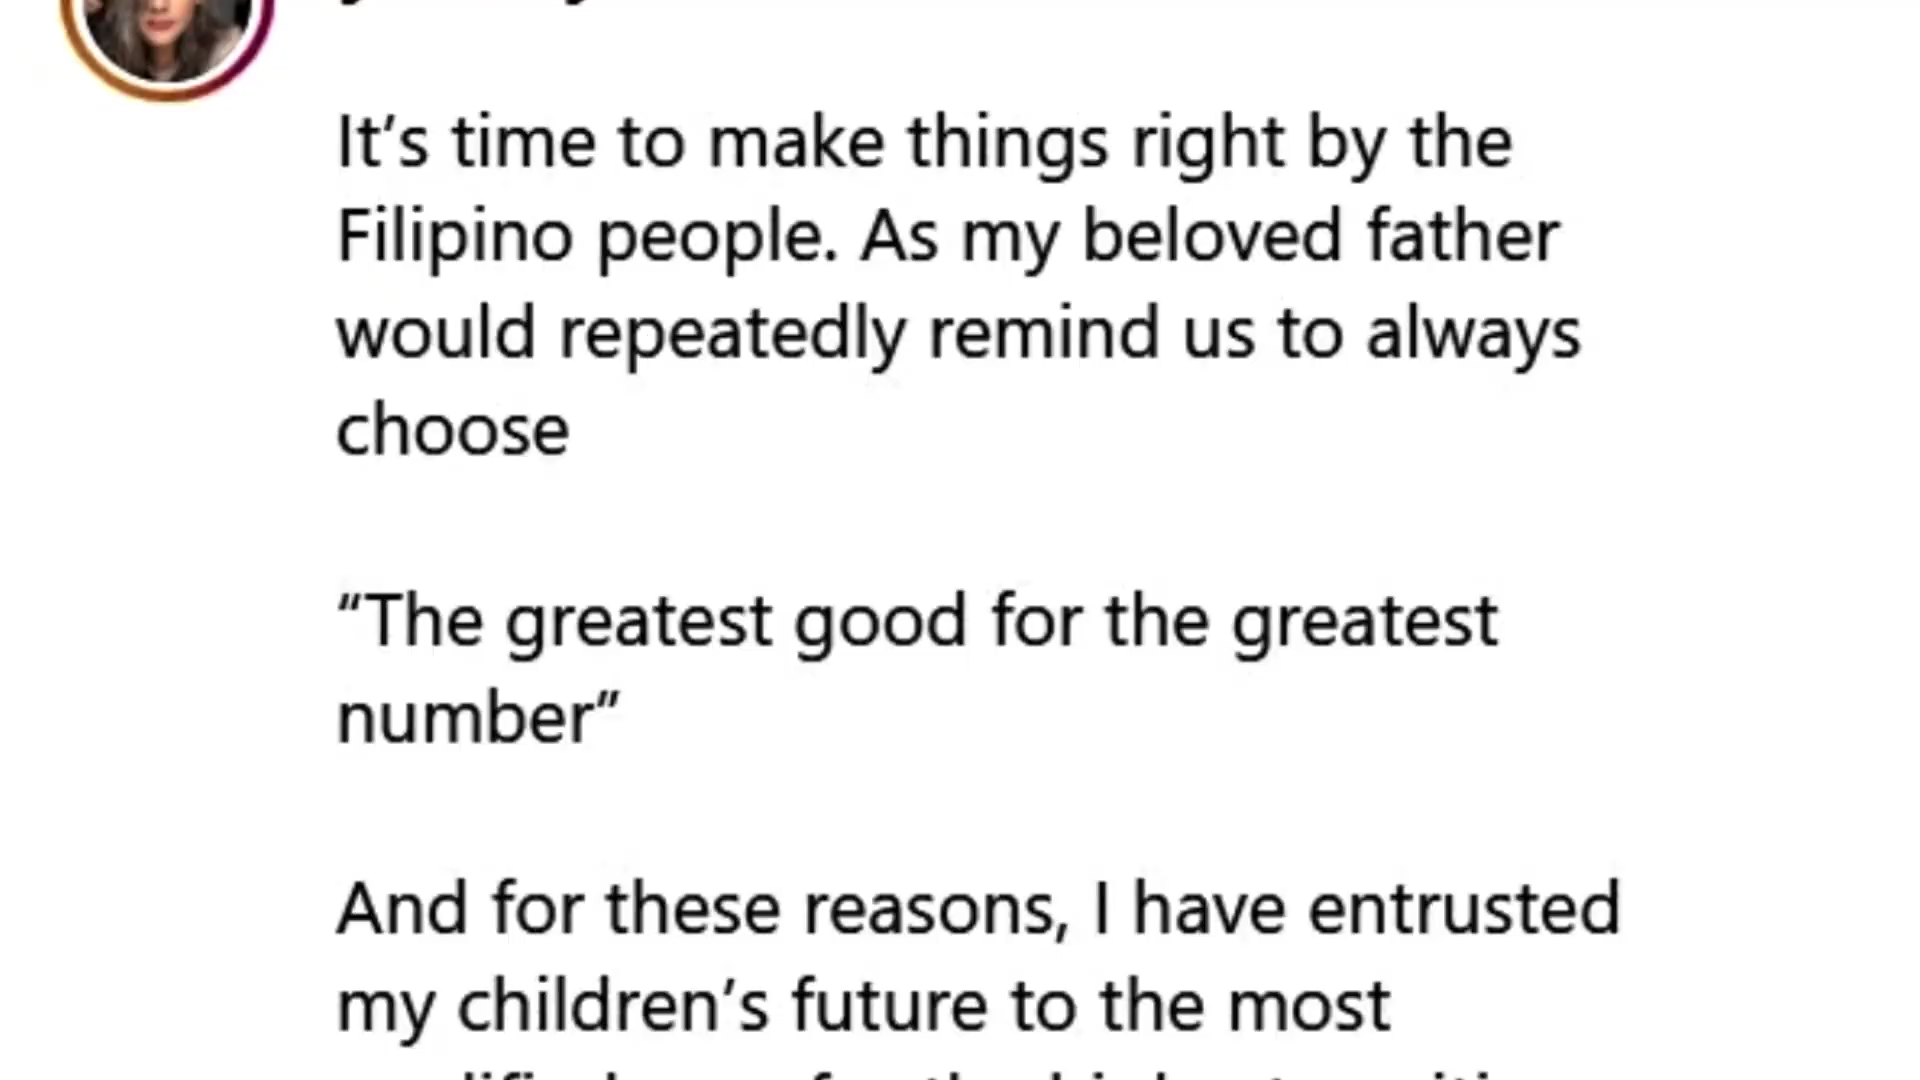 It’s time to make things right by the
Filipino people. As my beloved father
would repeatedly remind us to always
choose
“The greatest good for the greatest
number”
And for these reasons, I have entrusted
my children’s future to the most